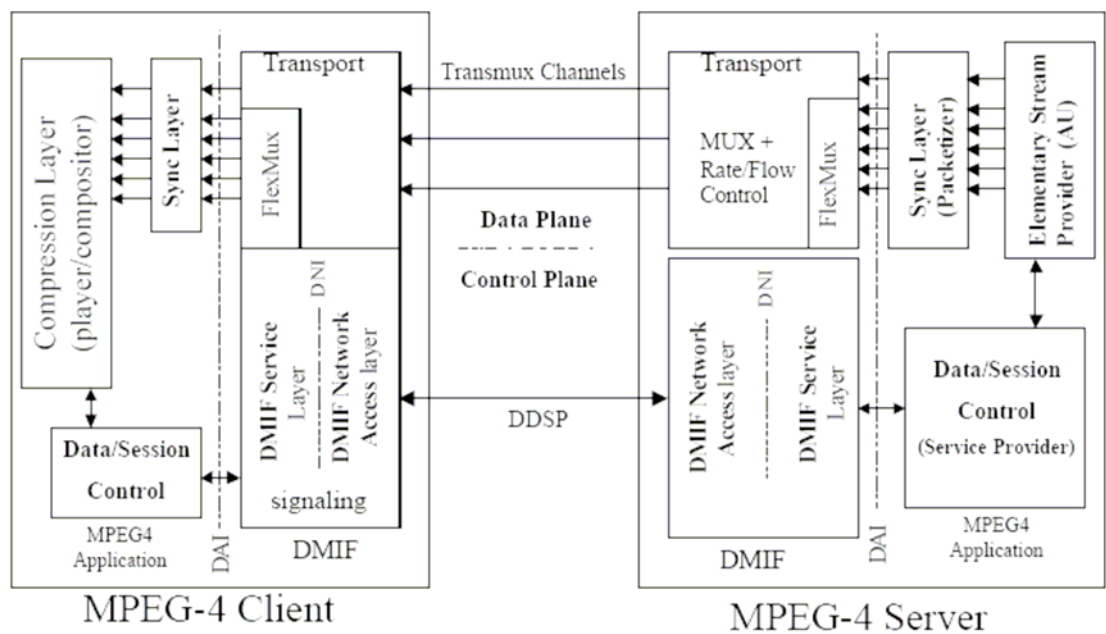 Compression Layer
(player/compositor)
Sync Layer
Transport
FlexMux
DNI
DMIF Service
Layer
DMIF Network
Access layer
signaling
DMIF
Data/Session
Control
MPEG4
Application
DAI
MPEG-4 Client
Transmux Channels
Data Plane
Control Plane
DDSP
Transport
MUX +
Rate/Flow
Control
FlexMux
DNI
DMIF Network
Access layer
DMIF Service
Layer
DMIF
DAI
Sync Layer
(Packetizer)
Elementary Stream
Provider (AU)
Data/Session
Control
(Service Provider)
MPEG4
Application
MPEG-4 Server